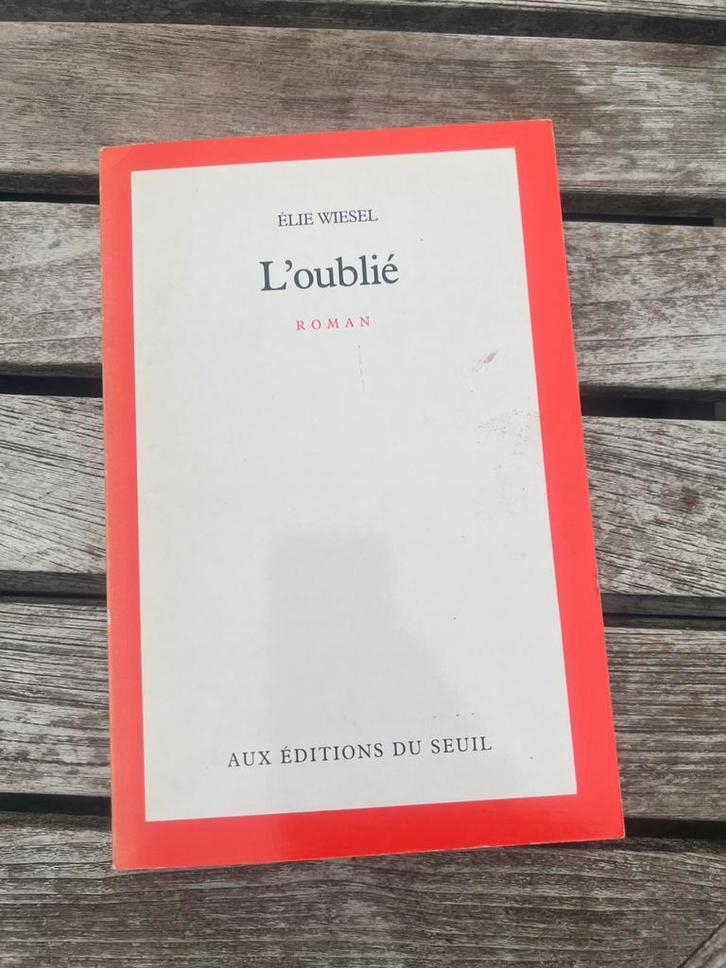 ÉLIE WIESEL
L'oublié
ROMAN
AUX ÉDITIONS DU SEUIL